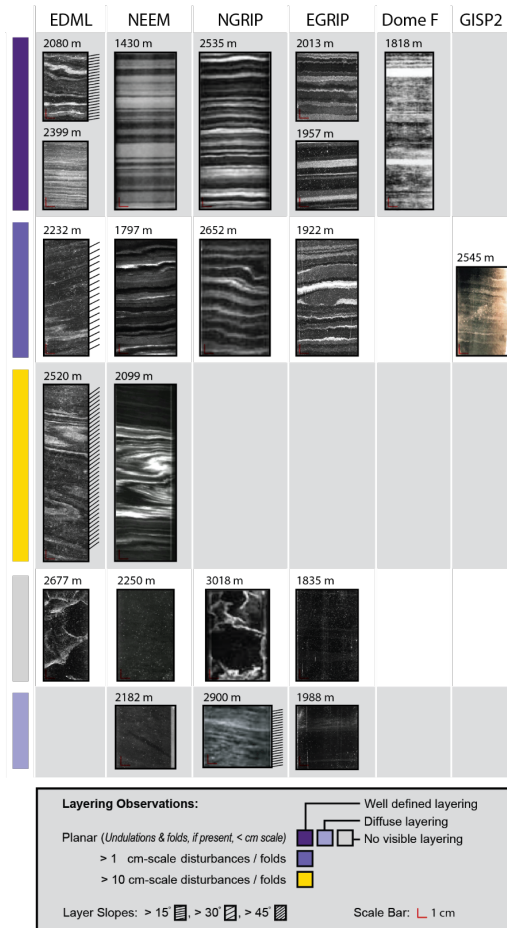 EDML NEEM NGRIP EGRIP Dome F GISP2
2080 m 1430 m 2535 m 2013 m 1818 m
2399 m 1957 m
2232 m 1797 m 2652 m 1922 m
2545 m
2520 m 2099 m
2677 m 2250 m 3018 m 1835 m
2182 m 2900 m 1988 m
Layering Observations:
Well defined layering
Diffuse layering
Planar (Undulations & folds, if present, < cm scale)
No visible layering
> 1 cm-scale disturbances / folds
> 10 cm-scale disturbances / folds
Layer Slopes: > 15°, > 30°, > 45° Scale Bar: 1 cm